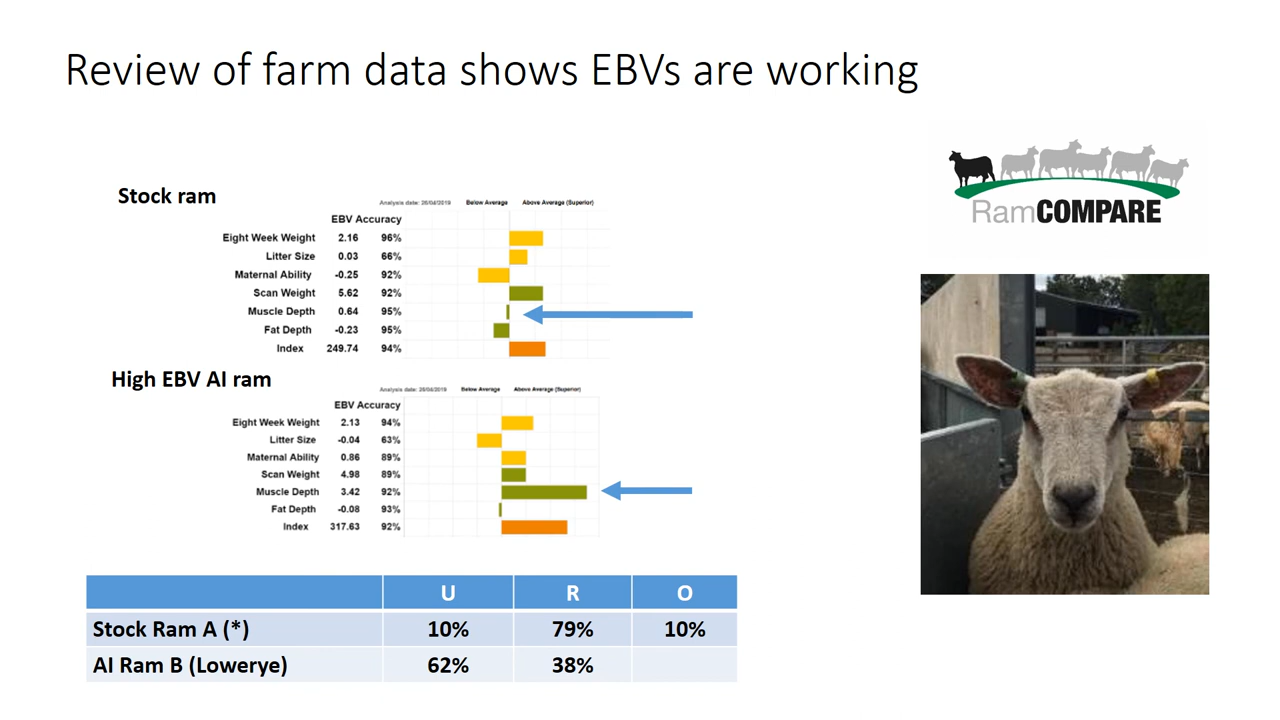 Review of farm data shows EBVs are working
Stock ram
Analysis date: 26/04/2019 Below Average Above Average (Superior)
EBV Accuracy
Eight Week Weight 2.16 96%
Litter Size 0.03 66%
Maternal Ability -0.25 92%
Scan Weight 5.62 92%
Muscle Depth 0.64 95%
Fat Depth -0.23 95%
Index 249.74 94%
High EBV AI ram
Analysis date: 26/04/2019 Below Average Above Average (Superior)
EBV Accuracy
Eight Week Weight 2.13 94%
Litter Size -0.04 63%
Maternal Ability 0.86 89%
Scan Weight 4.98 89%
Muscle Depth 3.42 92%
Fat Depth -0.08 93%
Index 317.63 92%
U R O
Stock Ram A (*) 10% 79% 10%
AI Ram B (Lowerye) 62% 38%
RamCOMPARE